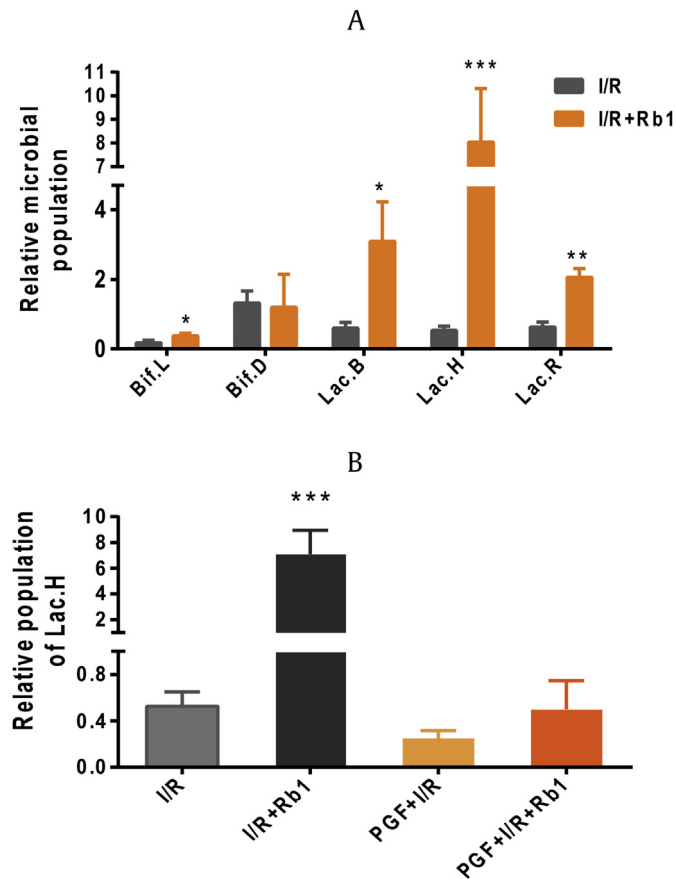 A
Relative microbial
population
11
10
9
8
7
4
2
0
*
*
***
**
I/R
I/R+Rb1
Bif.L
Bif.D
Lac.B
Lac.H
Lac.R
B
Relative population
of Lac.H
10
8
6
4
2
0.8
0.4
0.0
***
I/R
I/R+Rb1
PGF+I/R
PGF+I/R+Rb1